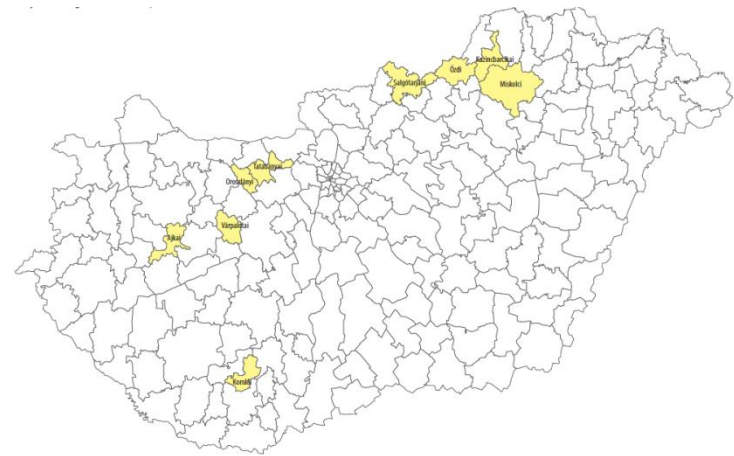 Kazincbarcikai
Ózdi
Salgótarjáni
Miskolci
Tatabányai
Oroszlányi
Várpalotai
Ajkai
Komlói